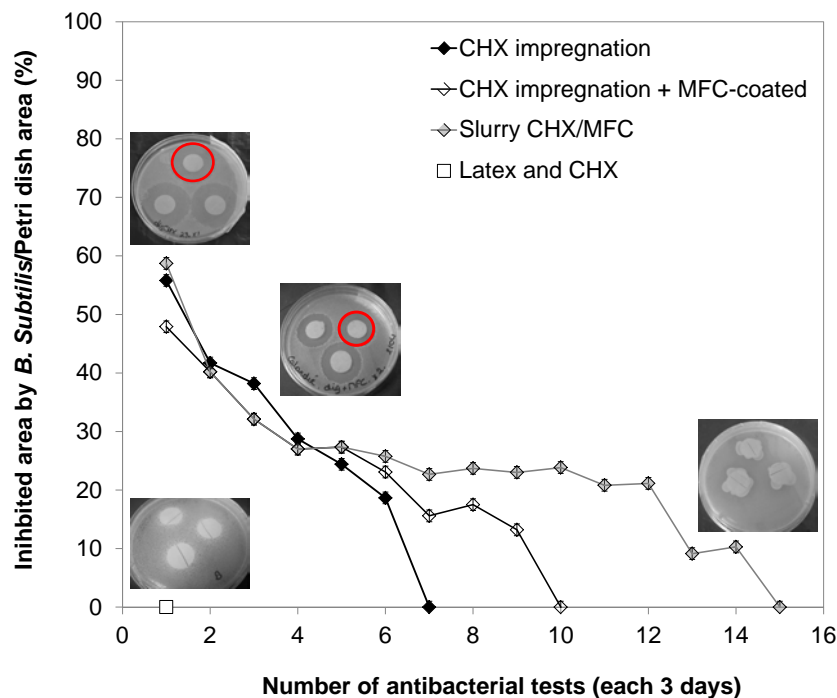 Inihbited area by B. Subtilis/Petri dish area (%)
100
90
80
70
60
50
40
30
20
10
0
CHX impregnation
CHX impregnation + MFC-coated
Slurry CHX/MFC
Latex and CHX
0 2 4 6 8 10 12 14 16
Number of antibacterial tests (each 3 days)